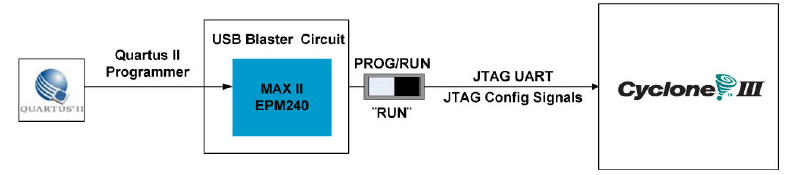 QUARTUS II
Quartus II
Programmer
USB Blaster Circuit
MAX II
EPM240
PROG/RUN
"RUN"
JTAG UART
JTAG Config Signals
Cyclone III